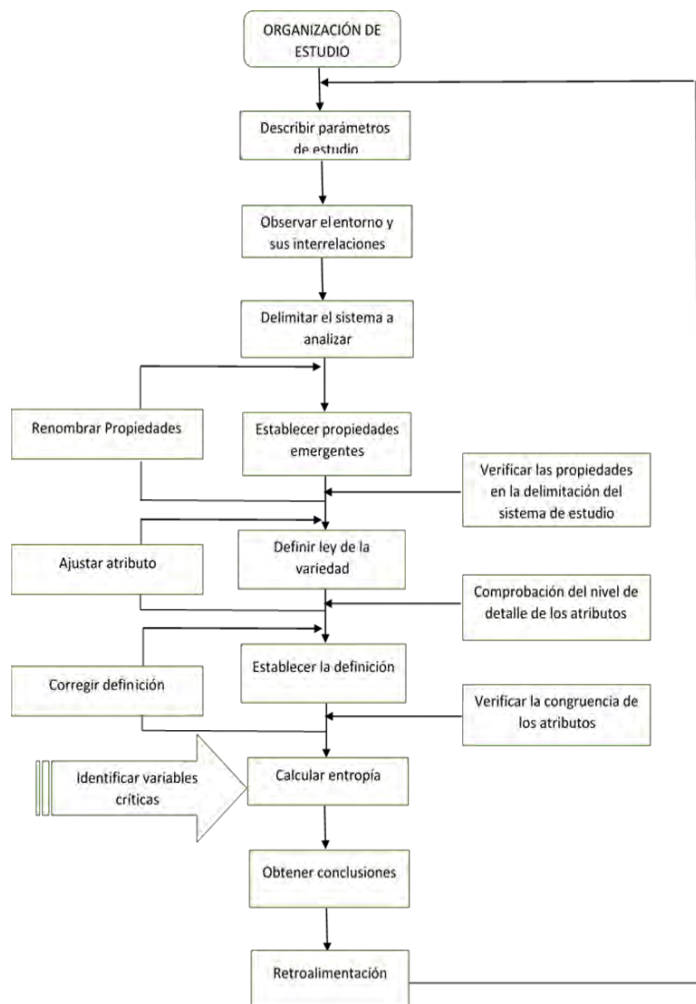 ORGANIZACIÓN DE
ESTUDIO
Describir parámetros
de estudio
Observar el entorno y
sus interrelaciones
Delimitar el sistema a
analizar
Renombrar Propiedades
Establecer propiedades
emergentes
Verificar las propiedades
en la delimitación del
sistema de estudio
Ajustar atributo
Definir ley de la
variedad
Comprobación del nivel de
detalle de los atributos
Corregir definición
Establecer la definición
Verificar la congruencia de
los atributos
Identificar variables
críticas
Calcular entropía
Obtener conclusiones
Retroalimentación